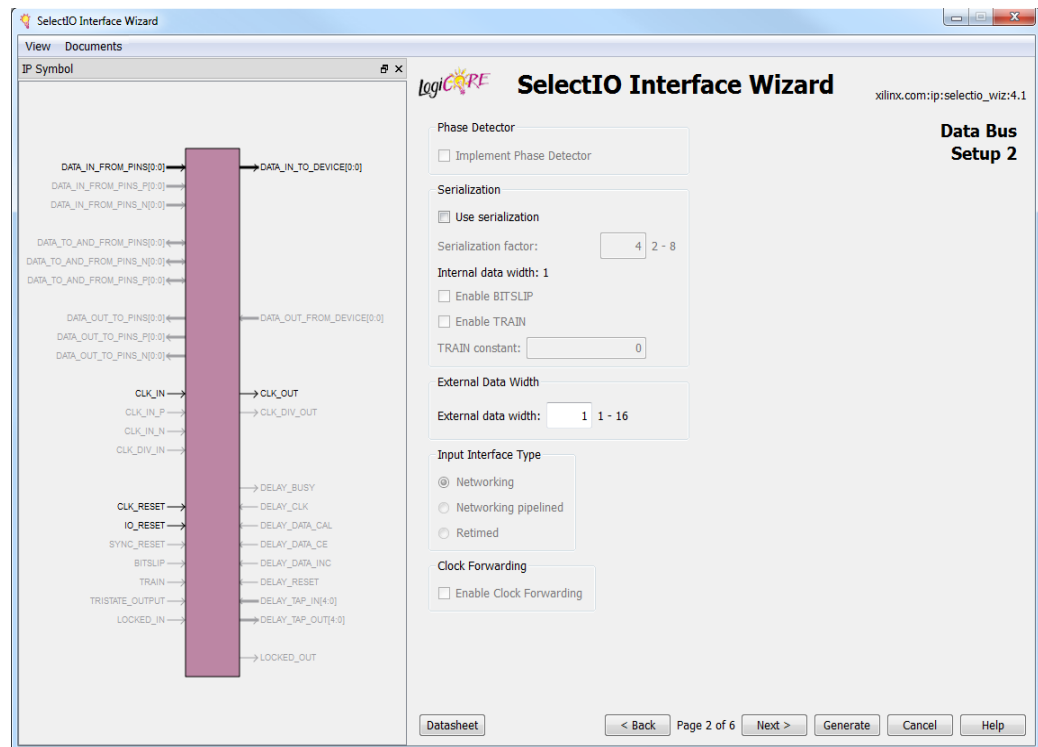 SelectIO Interface Wizard
View Documents
IP Symbol
DATA_IN_FROM_PINS[0:0]
DATA_IN_TO_DEVICE[0:0]
DATA_IN_FROM_PINS_P[0:0]
DATA_IN_FROM_PINS_N[0:0]
DATA_TO_AND_FROM_PINS[0:0]
DATA_TO_AND_FROM_PINS_N[0:0]
DATA_TO_AND_FROM_PINS_P[0:0]
DATA_OUT_TO_PINS[0:0]
DATA_OUT_FROM_DEVICE[0:0]
DATA_OUT_TO_PINS_P[0:0]
DATA_OUT_TO_PINS_N[0:0]
CLK_IN
CLK_OUT
CLK_IN_P
CLK_DIV_OUT
CLK_IN_N
CLK_DIV_IN
DELAY_BUSY
CLK_RESET
DELAY_CLK
IO_RESET
DELAY_DATA_CAL
SYNC_RESET
DELAY_DATA_CE
BITSLIP
DELAY_DATA_INC
TRAIN
DELAY_RESET
TRISTATE_OUTPUT
DELAY_TAP_IN[4:0]
LOCKED_IN
DELAY_TAP_OUT[4:0]
LOCKED_OUT
LogiCORE
SelectIO Interface Wizard
xilinx.com:ip:selectio_wiz:4.1
Data Bus
Setup 2
Phase Detector
Implement Phase Detector
Serialization
Use serialization
Serialization factor: 4 2 - 8
Internal data width: 1
Enable BITSLIP
Enable TRAIN
TRAIN constant: 0
External Data Width
External data width: 1 1 - 16
Input Interface Type
Networking
Networking pipelined
Retimed
Clock Forwarding
Enable Clock Forwarding
Datasheet < Back Page 2 of 6 Next > Generate Cancel Help